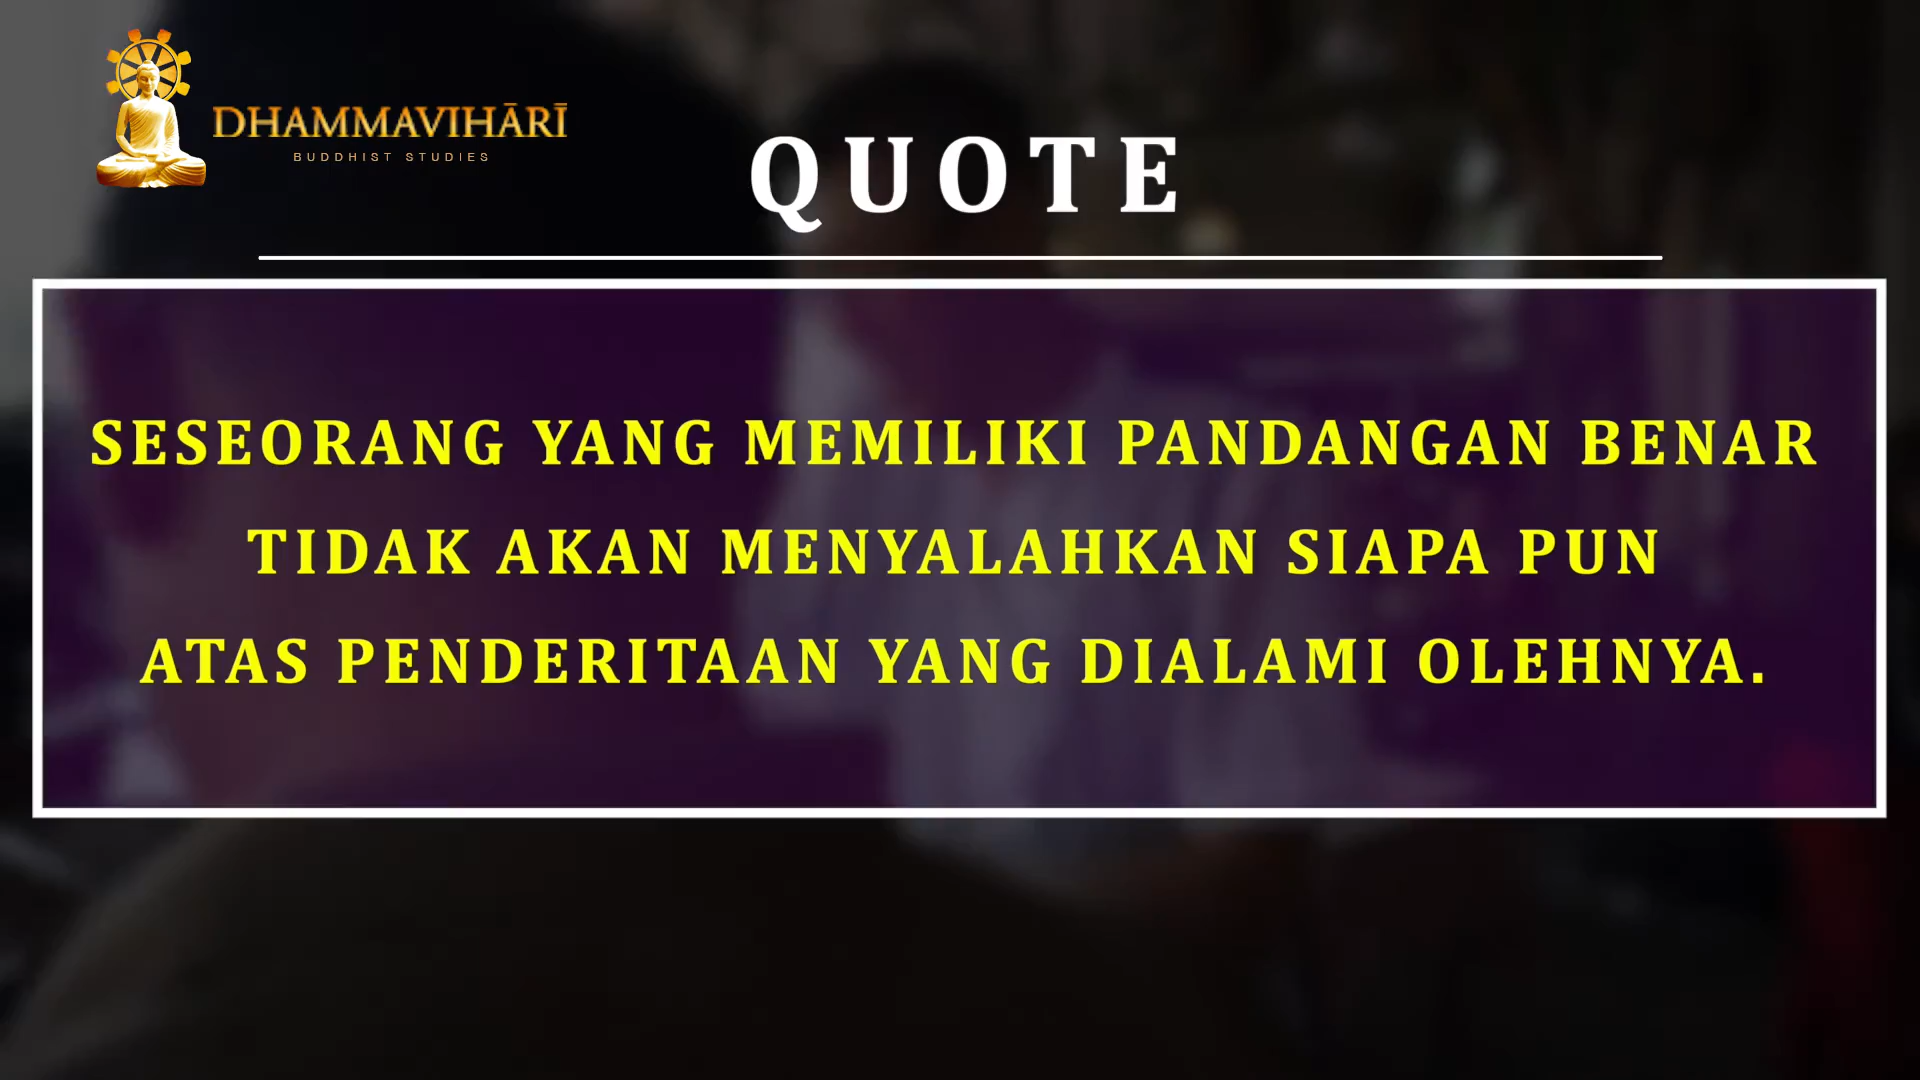 DHAMMAVIHĀRĪ
BUDDHIST STUDIES
QUOTE
SESEORANG YANG MEMILIKI PANDANGAN BENAR
TIDAK AKAN MENYALAHKAN SIAPA PUN
ATAS PENDERITAAN YANG DIALAMI OLEHNYA.